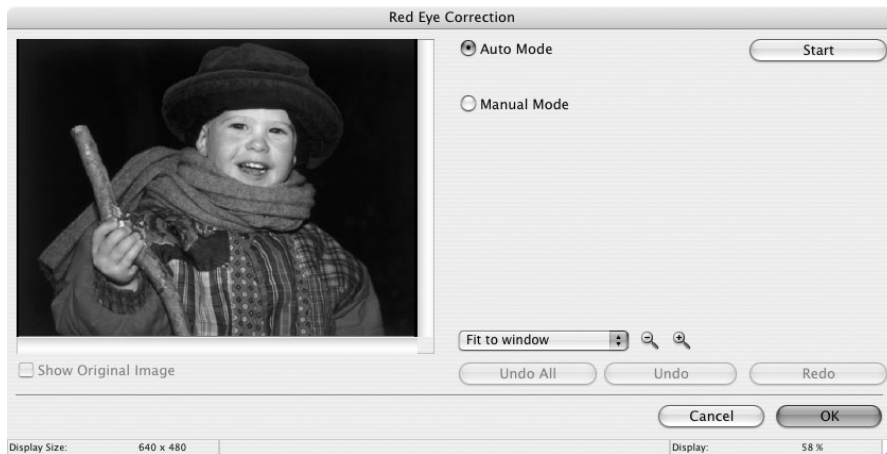 Red Eye Correction
Auto Mode
Start
Manual Mode
Fit to window
Show Original Image
Undo All
Undo
Redo
Cancel
OK
Display Size: 640 x 480
Display: 58 %